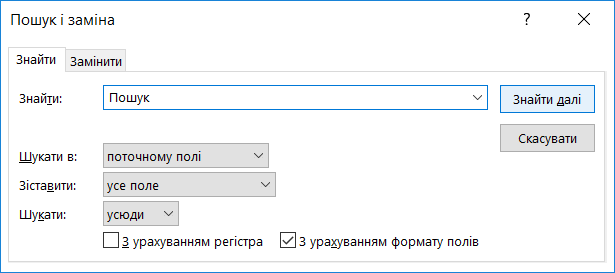 Пошук і заміна ?
Знайти Замінити
Знайти: Пошук Знайти далі
Скасувати
Шукати в: поточному полі
Зіставити: усе поле
Шукати: усюди
З урахуванням регістра З урахуванням формату полів